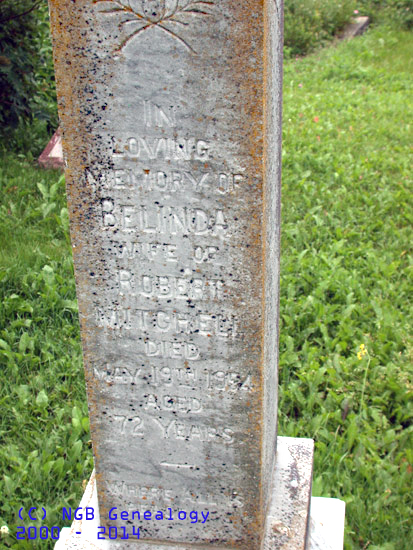 IN
LOVING
MEMORY OF
BELINDA
WIFE OF
ROBERT
MITCHELL
DIED
MAY 19TH 1934
AGED
72 YEARS
(C) NGB Genealogy
2000 - 2014